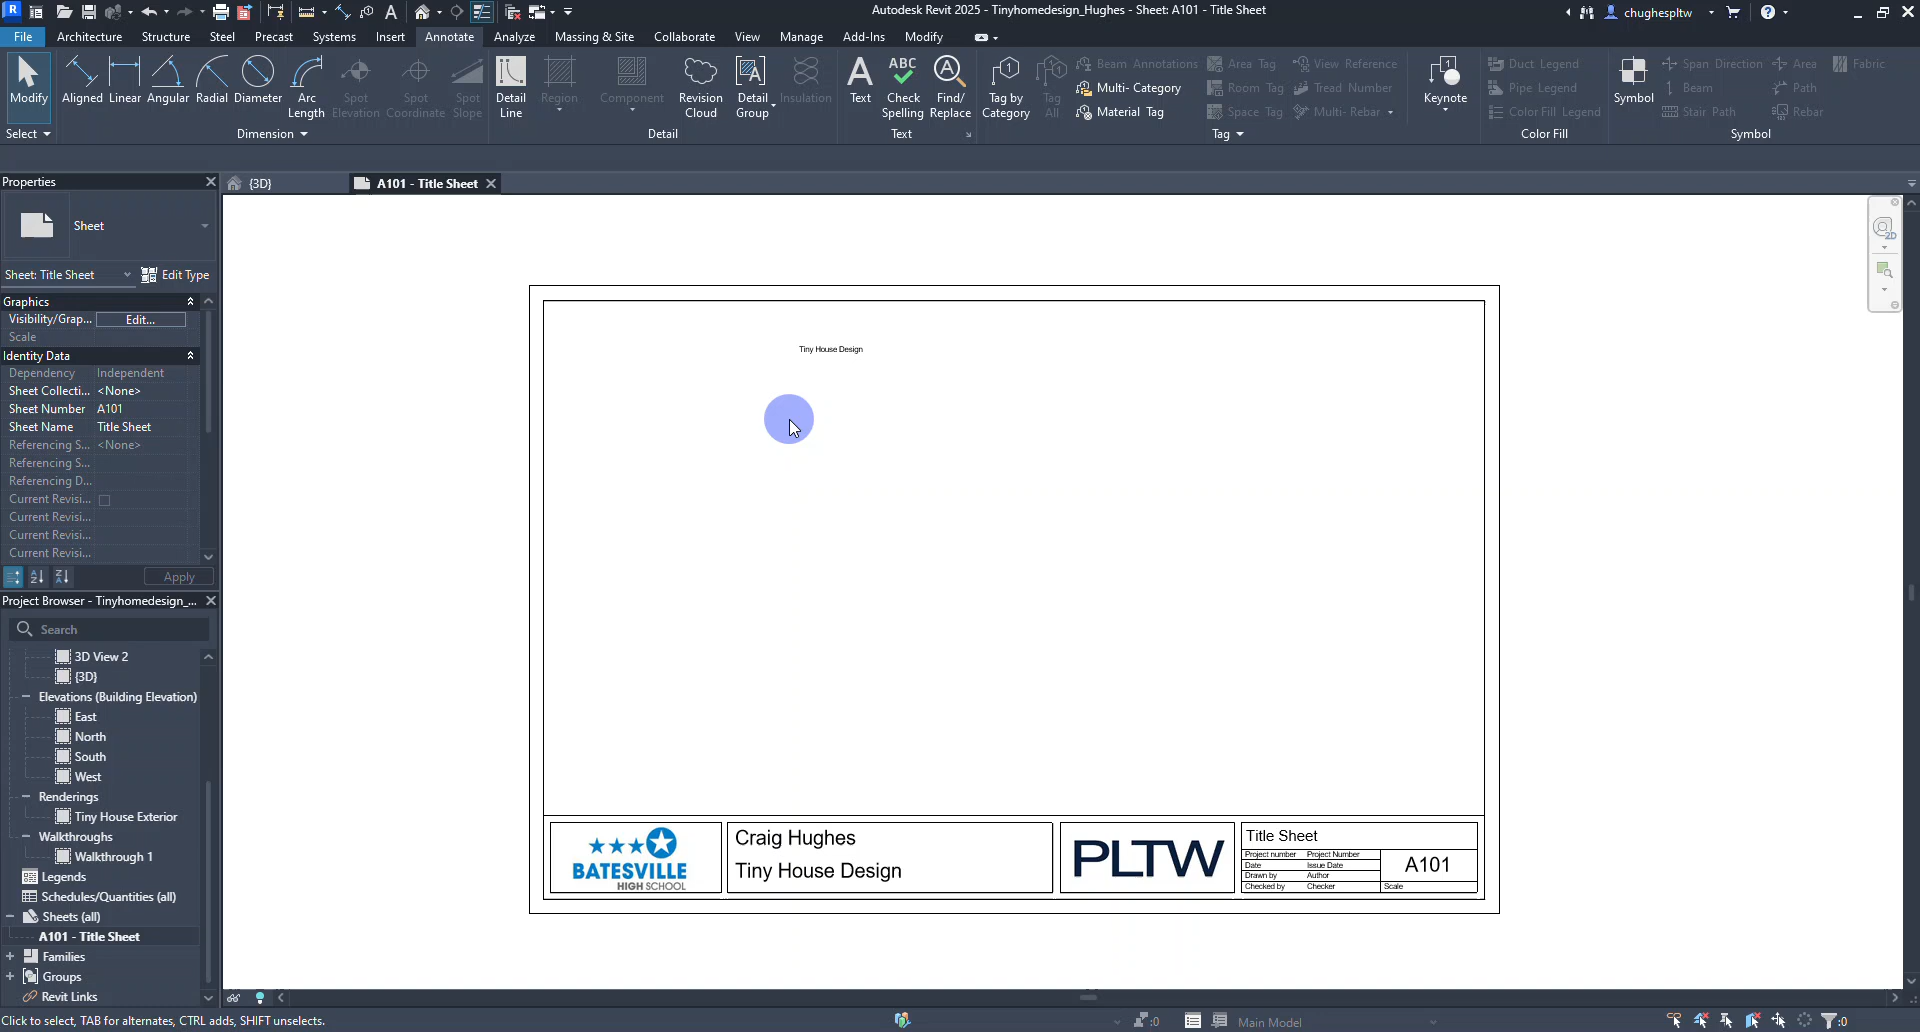 Autodesk Revit 2025 - Tinyhomedesign_Hughes - Sheet: A101 - Title Sheet
chughespltw
File Architecture Structure Steel Precast Systems Insert Annotate Analyze Massing & Site Collaborate View Manage Add-Ins Modify
Modify
Aligned Linear Angular Radial Diameter Arc Length Spot Elevation Spot Coordinate Spot Slope
Detail Line Region Component Revision Cloud Detail Group Insulation
Text Check Spelling Find/ Replace
Tag by Category Tag All
Beam Annotations Area Tag View Reference
Multi- Category Room Tag Tread Number
Material Tag Space Tag Multi- Rebar
Keynote
Duct Legend
Pipe Legend
Color Fill Legend
Symbol
Span Direction Area Fabric
Beam Path
Stair Path Rebar
Select Dimension Detail Text Tag Color Fill Symbol
Properties
{3D}
A101 - Title Sheet
Sheet
Sheet: Title Sheet Edit Type
Graphics
Visibility/Grap... Edit...
Scale
Identity Data
Dependency Independent
Sheet Collecti... <None>
Sheet Number A101
Sheet Name Title Sheet
Referencing S... <None>
Referencing S...
Referencing D...
Current Revisi...
Current Revisi...
Current Revisi...
Current Revisi...
Apply
Project Browser - Tinyhomedesign_...
Search
3D View 2
{3D}
Elevations (Building Elevation)
East
North
South
West
Renderings
Tiny House Exterior
Walkthroughs
Walkthrough 1
Legends
Schedules/Quantities (all)
Sheets (all)
A101 - Title Sheet
Families
Groups
Revit Links
Tiny House Design
BATESVILLE
HIGH SCHOOL
Craig Hughes
Tiny House Design
PLTW
Title Sheet
Project number Project Number
Date Issue Date
Drawn by Author
Checked by Checker
A101
Scale
2D
Click to select, TAB for alternates, CTRL adds, SHIFT unselects.
:0
Main Model
:0